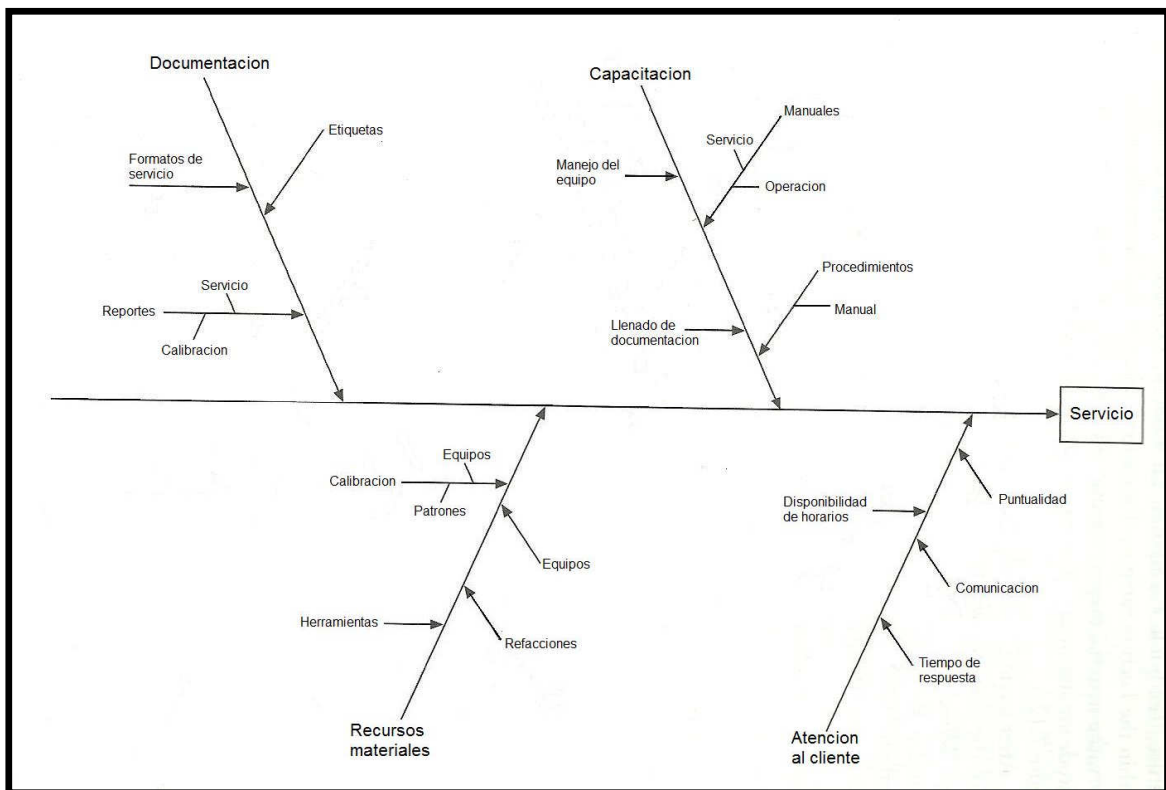 Documentacion
Capacitacion
Etiquetas
Formatos de
servicio
Servicio
Reportes
Calibracion
Manuales
Servicio
Manejo del
equipo
Operacion
Procedimientos
Manual
Llenado de
documentacion
Servicio
Equipos
Calibracion
Patrones
Equipos
Herramientas
Refacciones
Recursos
materiales
Puntualidad
Disponibilidad
de horarios
Comunicacion
Tiempo de
respuesta
Atencion
al cliente